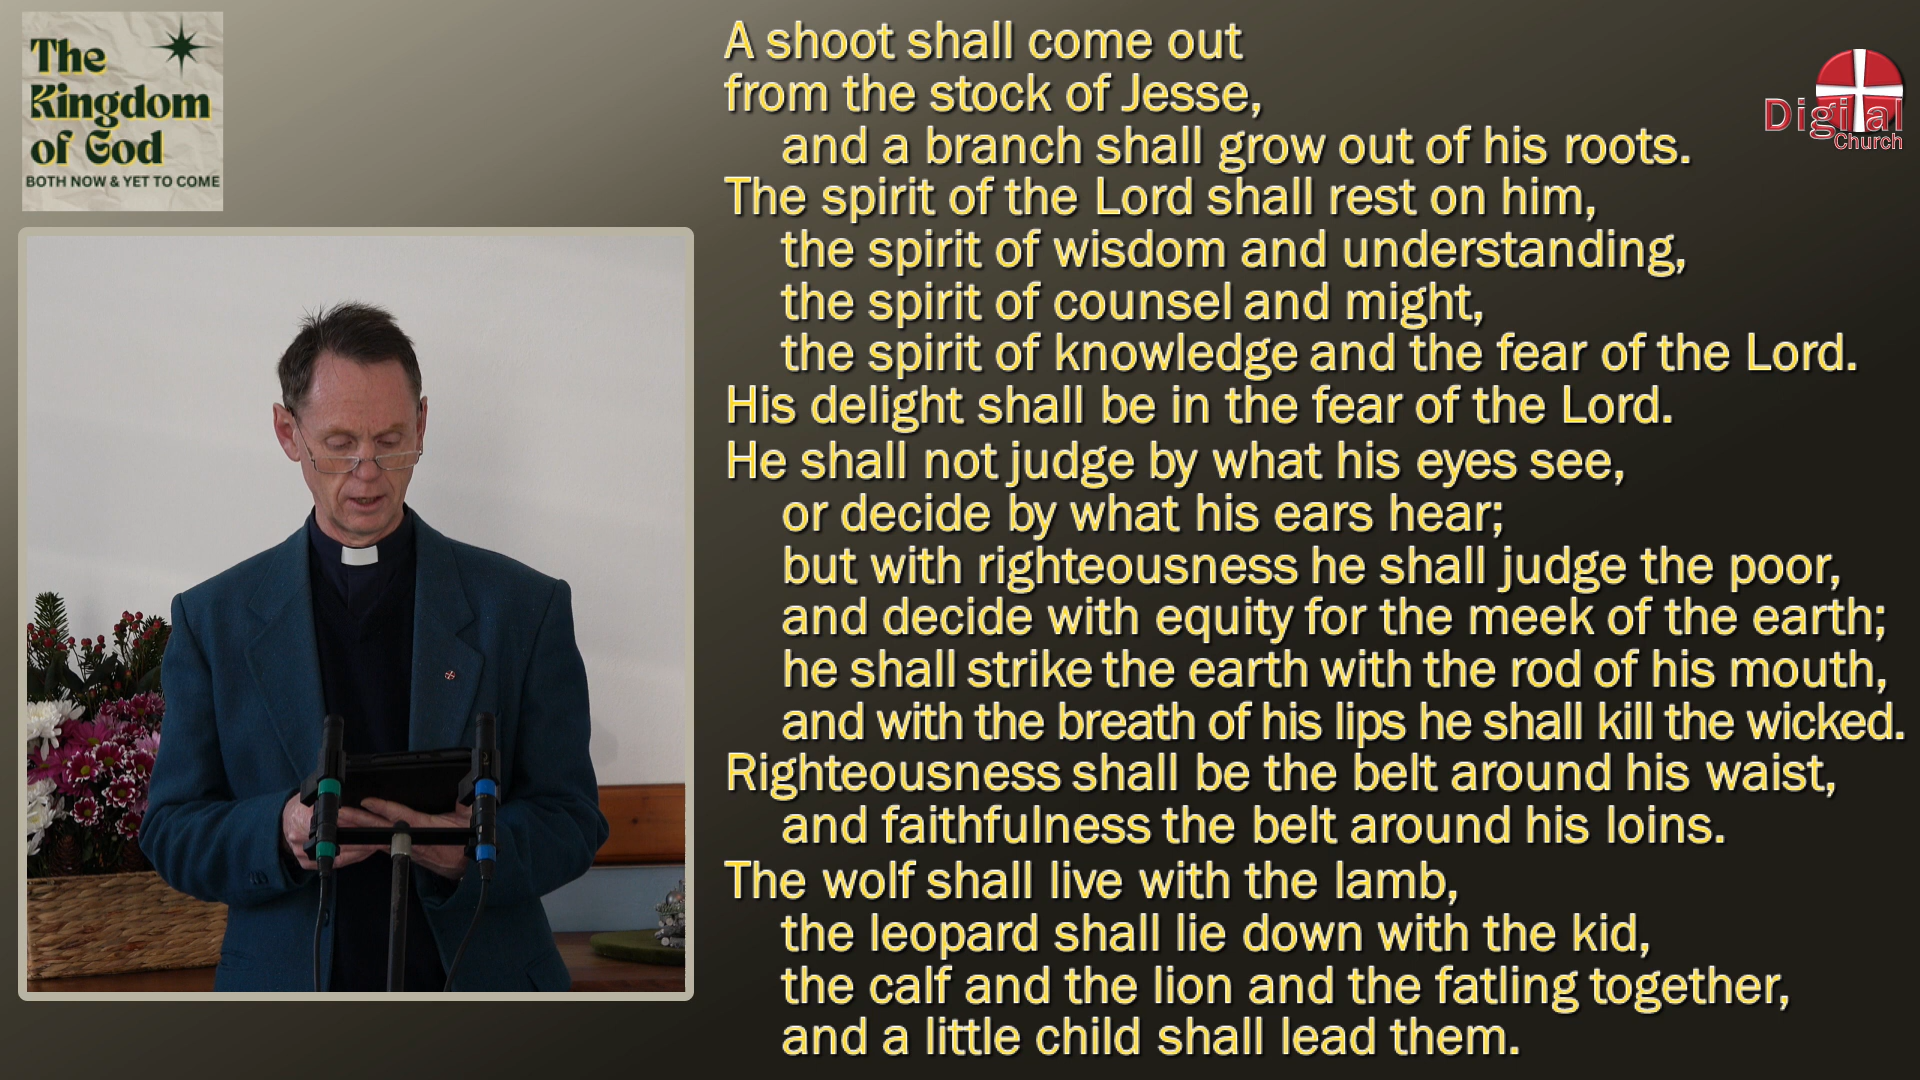 The
Kingdom
of God
BOTH NOW & YET TO COME
A shoot shall come out
from the stock of Jesse,
and a branch shall grow out of his roots.
The spirit of the Lord shall rest on him,
the spirit of wisdom and understanding,
the spirit of counsel and might,
the spirit of knowledge and the fear of the Lord.
His delight shall be in the fear of the Lord.
He shall not judge by what his eyes see,
or decide by what his ears hear;
but with righteousness he shall judge the poor,
and decide with equity for the meek of the earth;
he shall strike the earth with the rod of his mouth,
and with the breath of his lips he shall kill the wicked.
Righteousness shall be the belt around his waist,
and faithfulness the belt around his loins.
The wolf shall live with the lamb,
the leopard shall lie down with the kid,
the calf and the lion and the fatling together,
and a little child shall lead them.
Digital
Church